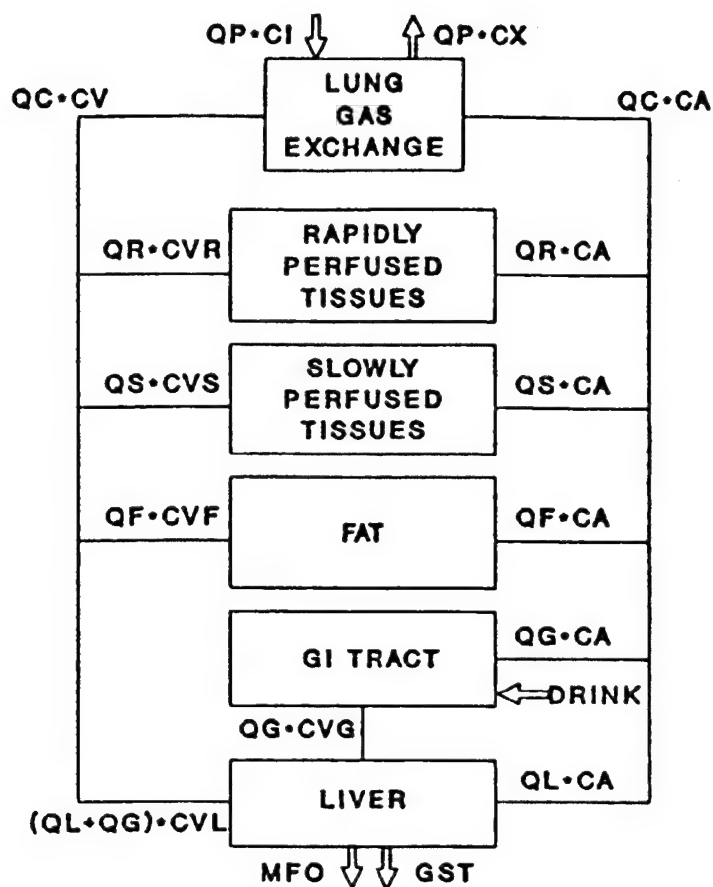 QP•CI QP•CX
QC•CV LUNG QC•CA
GAS
EXCHANGE
QR•CVR RAPIDLY QR•CA
PERFUSED
TISSUES
QS•CVS SLOWLY QS•CA
PERFUSED
TISSUES
QF•CVF FAT QF•CA
GI TRACT QG•CA
DRINK
QG•CVG
LIVER QL•CA
(QL+QG)•CVL
MFO GST